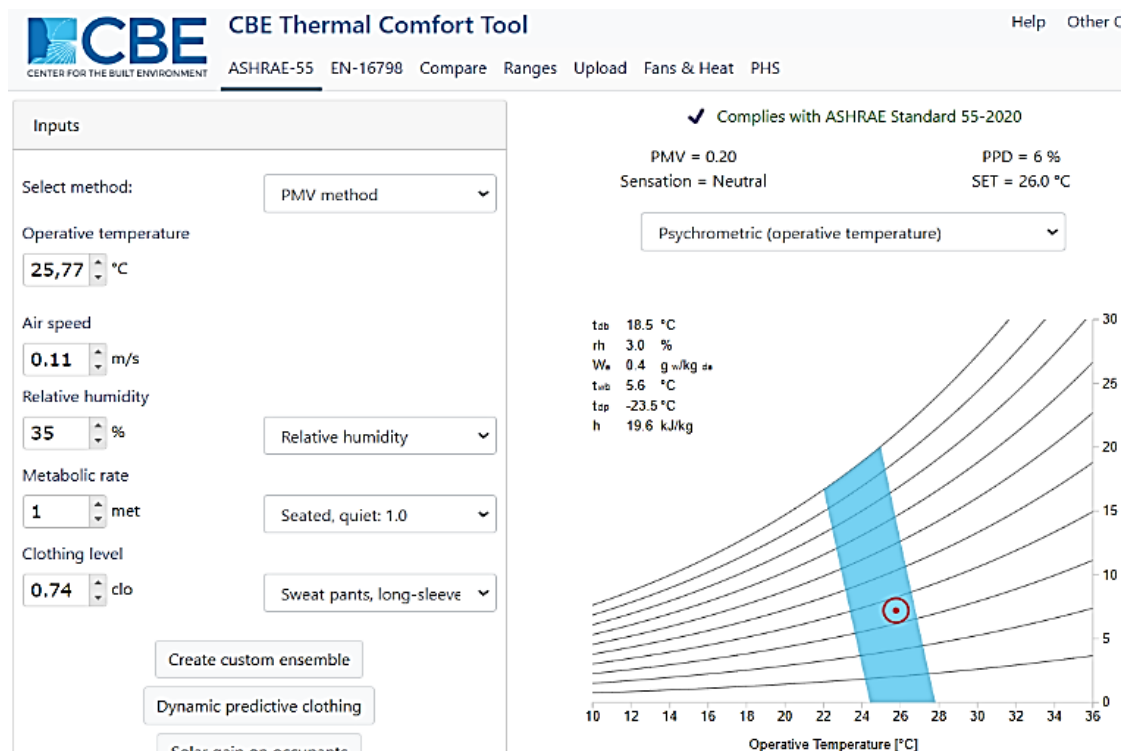 CBE
CENTER FOR THE BUILT ENVIRONMENT
CBE Thermal Comfort Tool
Help Other
ASHRAE-55 EN-16798 Compare Ranges Upload Fans & Heat PHS
Inputs
Select method:
PMV method
Operative temperature
25,77 °C
Air speed
0.11 m/s
Relative humidity
35 %
Relative humidity
Metabolic rate
1 met
Seated, quiet: 1.0
Clothing level
0.74 clo
Sweat pants, long-sleeve
Create custom ensemble
Dynamic predictive clothing
Solar gain on occupants
✔ Complies with ASHRAE Standard 55-2020
PMV = 0.20 PPD = 6 %
Sensation = Neutral SET = 26.0 °C
Psychrometric (operative temperature)
tdb 18.5 °C
rh 3.0 %
Wa 0.4 g w/kg da
twb 5.6 °C
tdp -23.5 °C
h 19.6 kJ/kg
30
25
20
15
10
5
0
10 12 14 16 18 20 22 24 26 28 30 32 34 36
Operative Temperature [°C]